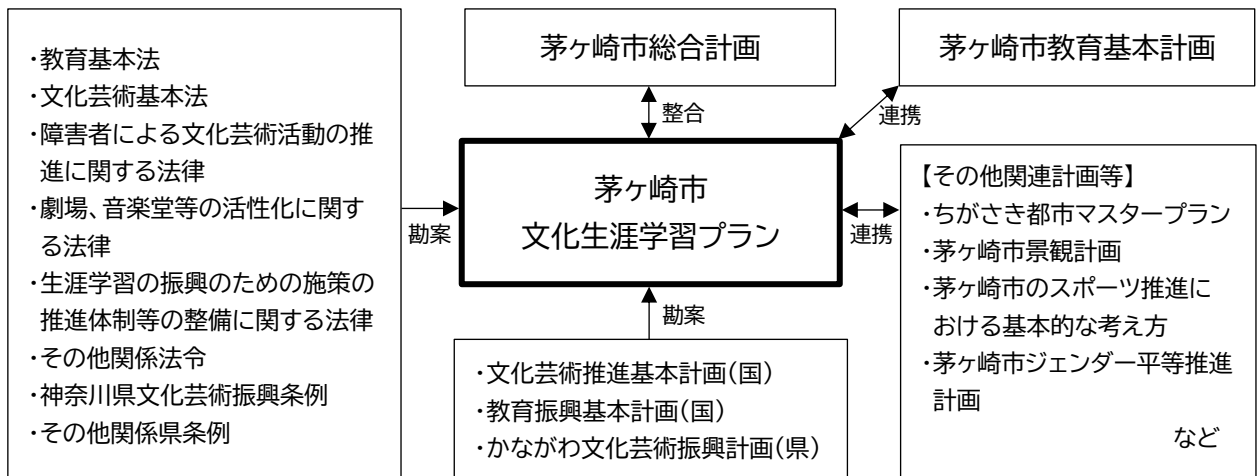 ・教育基本法
・文化芸術基本法
・障害者による文化芸術活動の推
進に関する法律
・劇場、音楽堂等の活性化に関す
る法律
・生涯学習の振興のための施策の
推進体制等の整備に関する法律
・その他関係法令
・神奈川県文化芸術振興条例
・その他関係県条例
勘案
茅ヶ崎市総合計画
整合
茅ヶ崎市教育基本計画
連携
茅ヶ崎市
文化生涯学習プラン
連携
【その他関連計画等】
・ちがさき都市マスタープラン
・茅ヶ崎市景観計画
・茅ヶ崎市のスポーツ推進に
おける基本的な考え方
・茅ヶ崎市ジェンダー平等推進
計画
など
勘案
・文化芸術推進基本計画(国)
・教育振興基本計画(国)
・かながわ文化芸術振興計画(県)